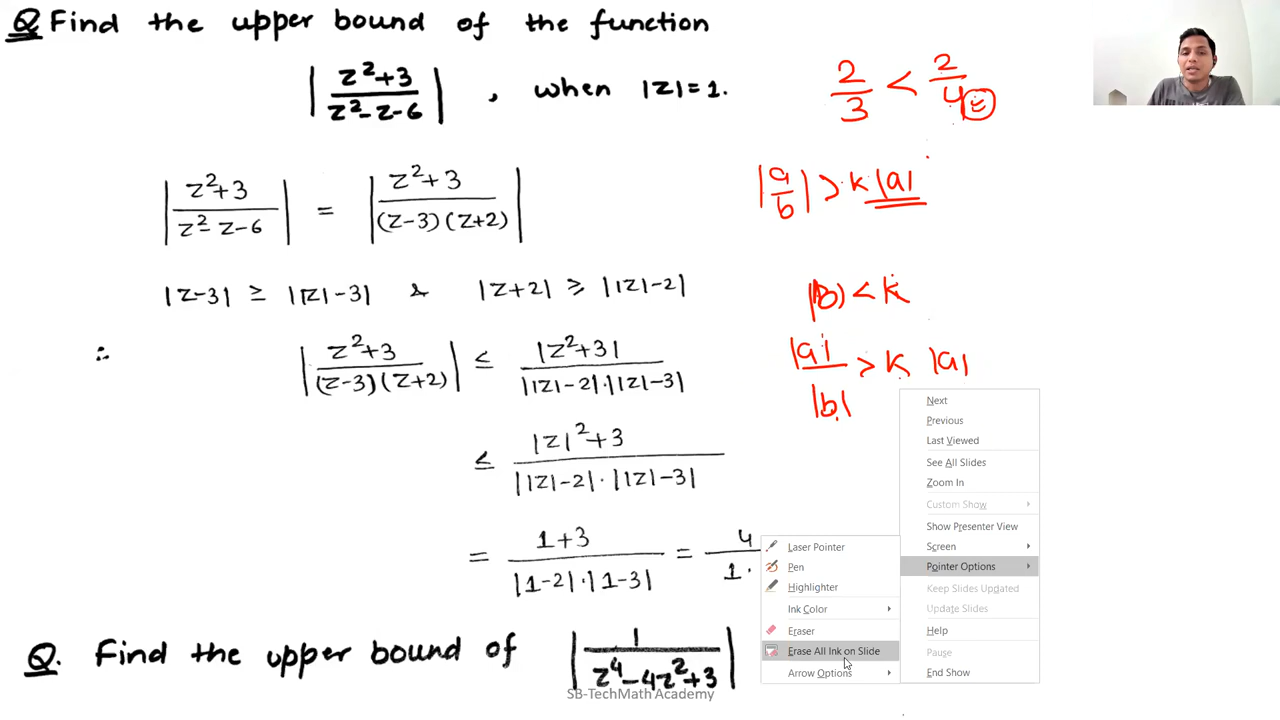 Q Find the upper bound of the function
| z²+3 / z²-z-6 | , when |z|=1.
2/3 < 2/4
| z²+3 / z²-z-6 | = | z²+3 / (z-3)(z+2) |
|a/b| > k |a|
|z-3| ≥ ||z|-3| & |z+2| ≥ ||z|-2|
|b| < k
∴ | z²+3 / (z-3)(z+2) | ≤ |z²+3| / ||z|-2|·||z|-3|
|a| / |b| > k |a|
≤ |z|²+3 / ||z|-2|·||z|-3|
= 1+3 / |1-2|·|1-3| = 4 / 1·
Q. Find the upper bound of | 1 / z⁴-4z²+3 |
SB-TechMath Academy
Next
Previous
Last Viewed
See All Slides
Zoom In
Custom Show
Show Presenter View
Screen
Pointer Options
Keep Slides Updated
Update Slides
Help
Pause
End Show
Laser Pointer
Pen
Highlighter
Ink Color
Eraser
Erase All Ink on Slide
Arrow Options